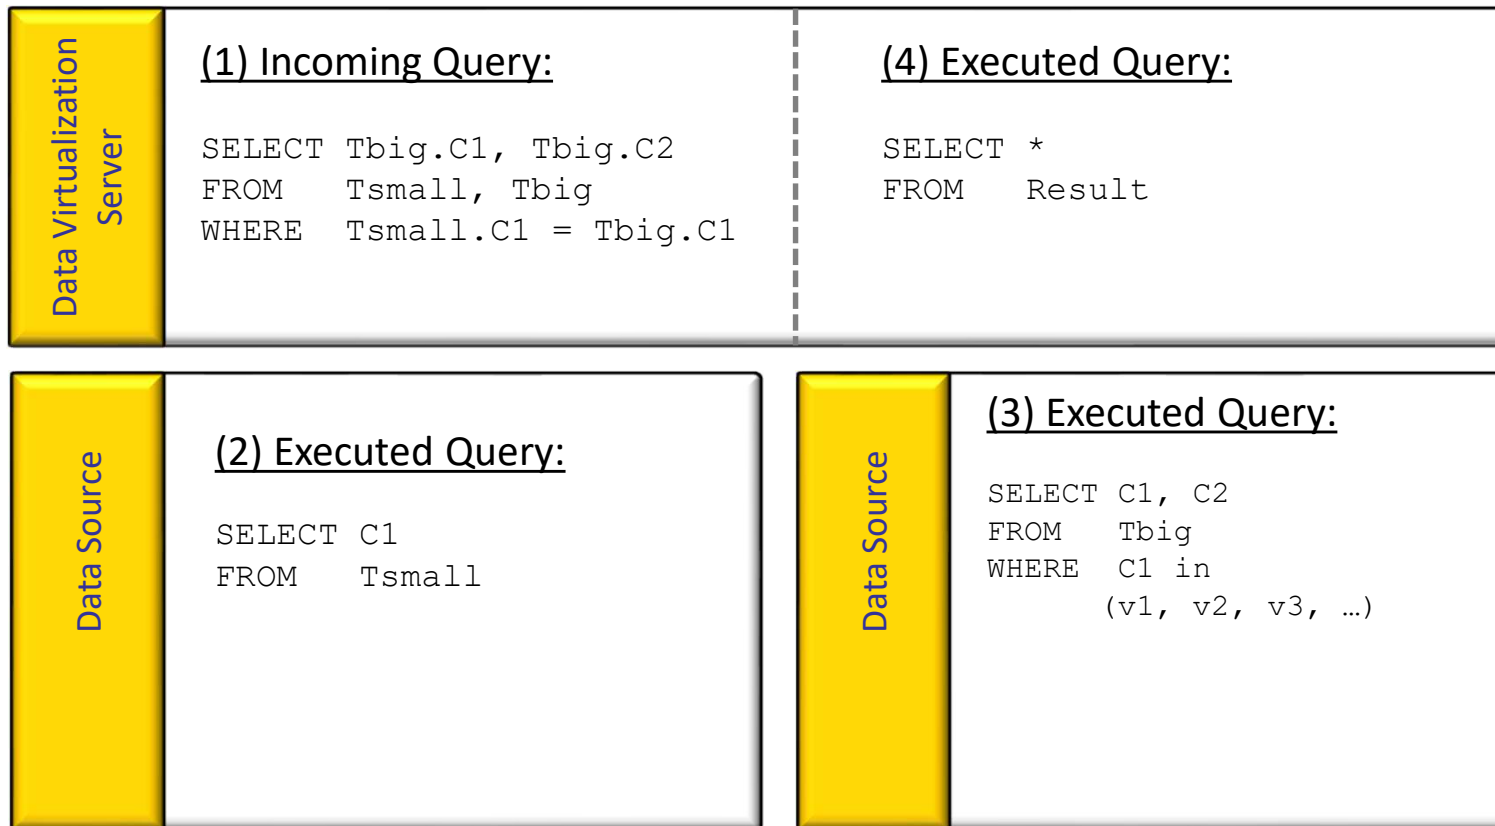 Data Virtualization
Server
(1) Incoming Query:
SELECT Tbig.C1, Tbig.C2
FROM   Tsmall, Tbig
WHERE  Tsmall.C1 = Tbig.C1
(4) Executed Query:
SELECT *
FROM   Result
Data Source
(2) Executed Query:
SELECT C1
FROM   Tsmall
Data Source
(3) Executed Query:
SELECT C1, C2
FROM   Tbig
WHERE  C1 in
(v1, v2, v3, …)